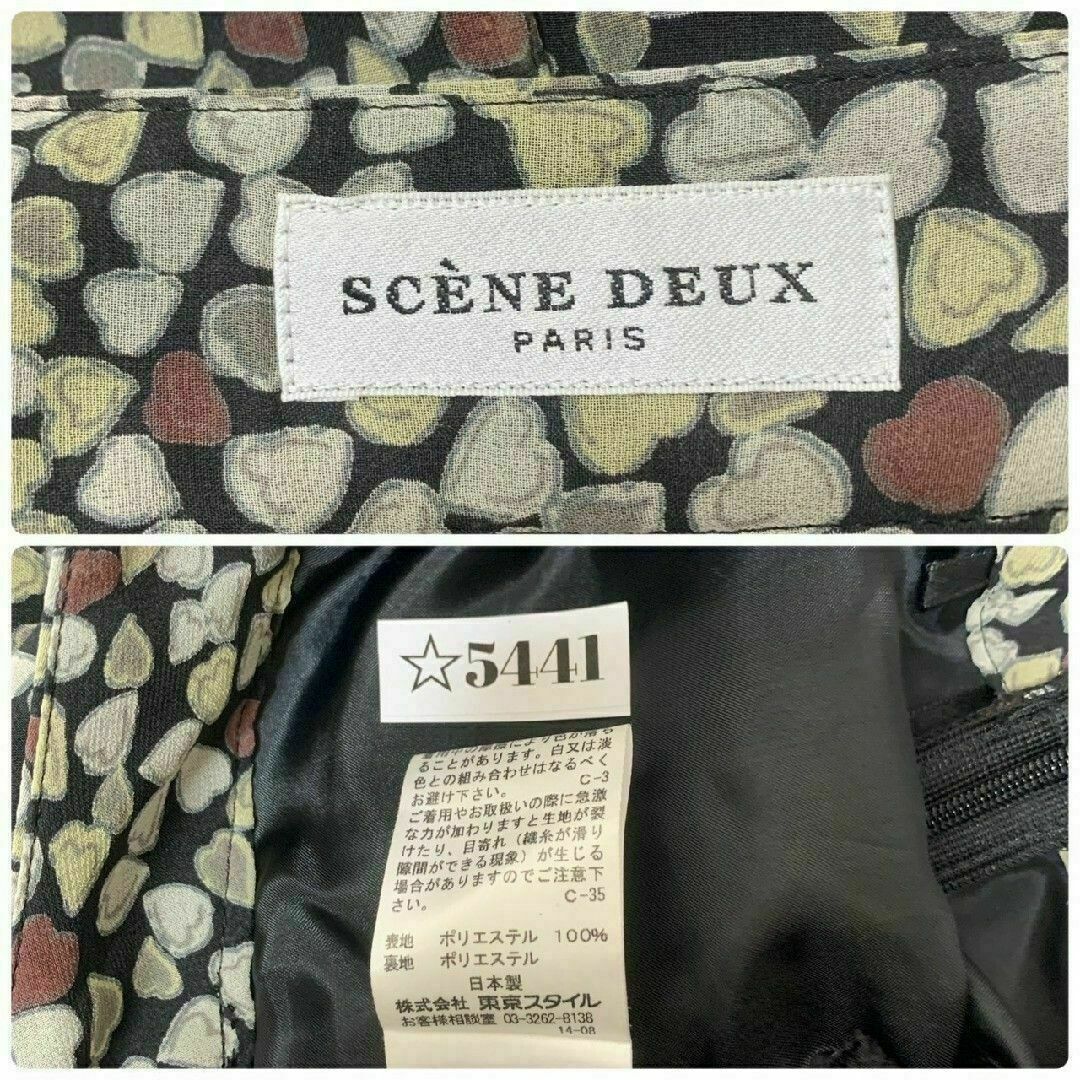 SCÈNE DEUX
PARIS
☆5441
ることがあります。白又は淡
色との組み合わせはなるべく
お避け下さい。 C-3
ご着用やお取扱いの際に急激
な力が加わりますと生地が裂
けたり、目寄れ（織糸が滑り
隙間ができる現象）が生じる
場合がありますのでご注意下
さい。 C-35
表地 ポリエステル 100%
裏地 ポリエステル
日本製
株式会社 東京スタイル
お客様相談室 03-3262-8138
14-08